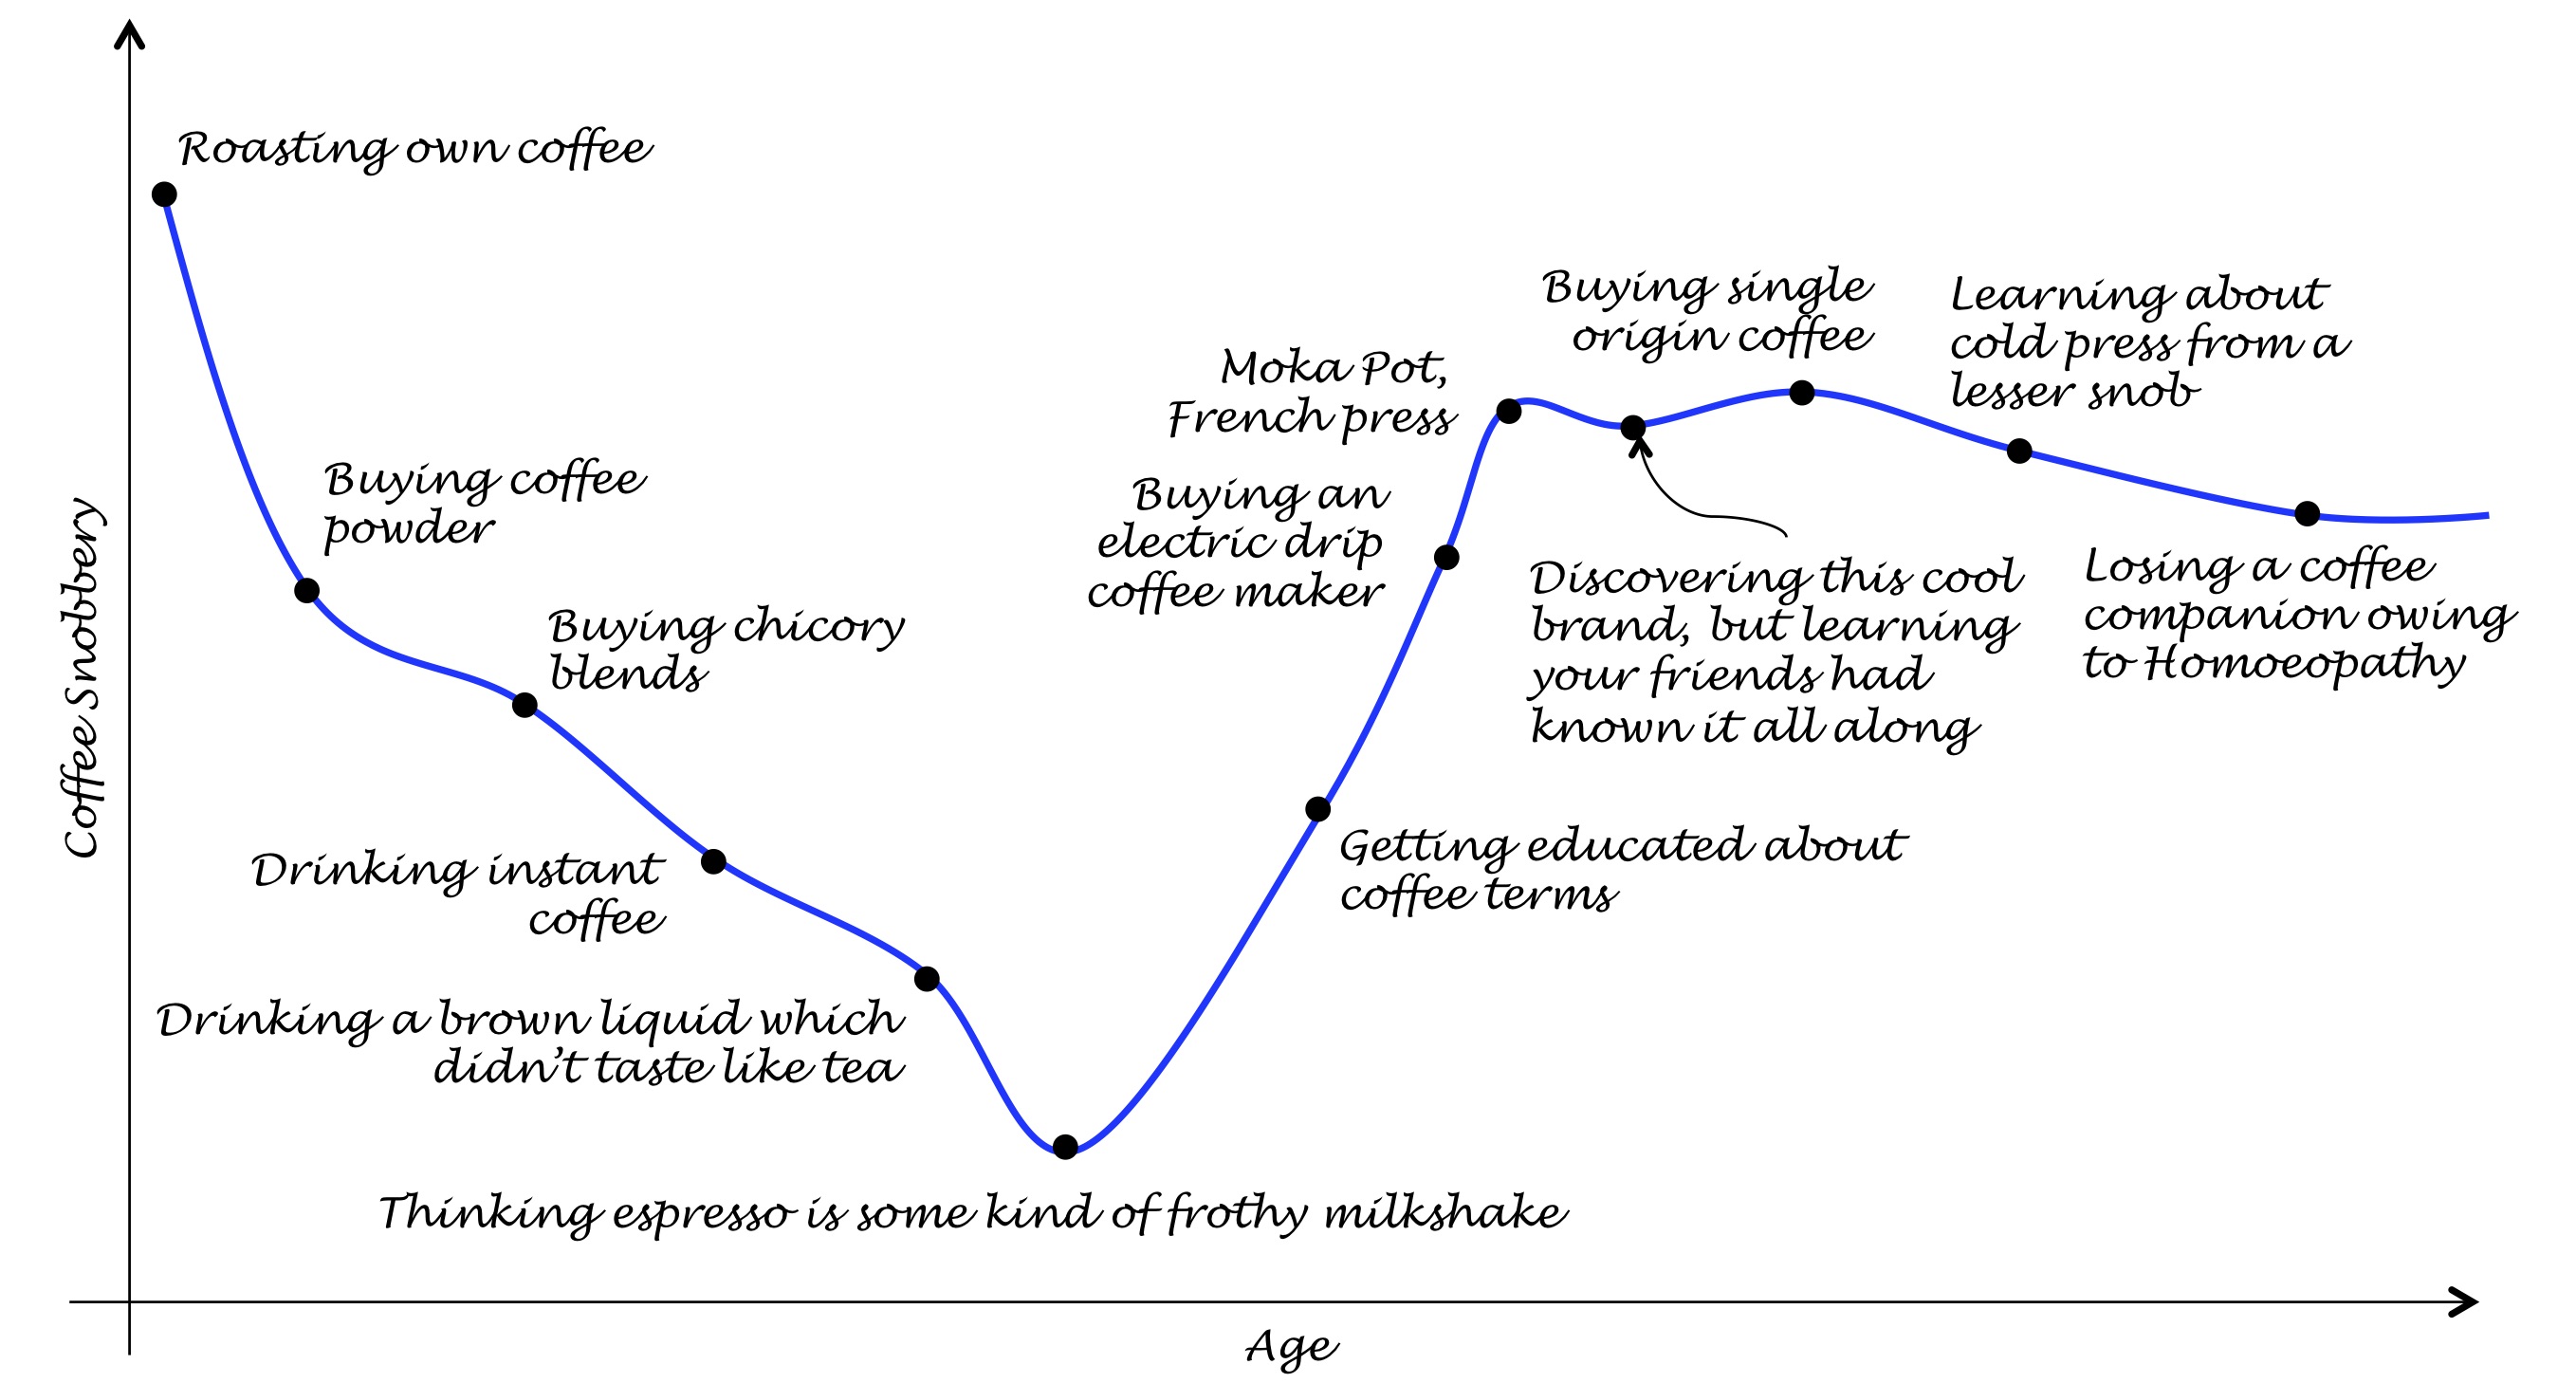 Roasting own coffee
Buying coffee
powder
Buying chicory
blends
Drinking instant
coffee
Drinking a brown liquid which
didn't taste like tea
Thinking espresso is some kind of frothy milkshake
Getting educated about
coffee terms
Buying an
electric drip
coffee maker
Moka Pot,
French press
Discovering this cool
brand, but learning
your friends had
known it all along
Buying single
origin coffee
Learning about
cold press from a
lesser snob
Losing a coffee
companion owing
to Homoeopathy
Coffee Snobbery
Age